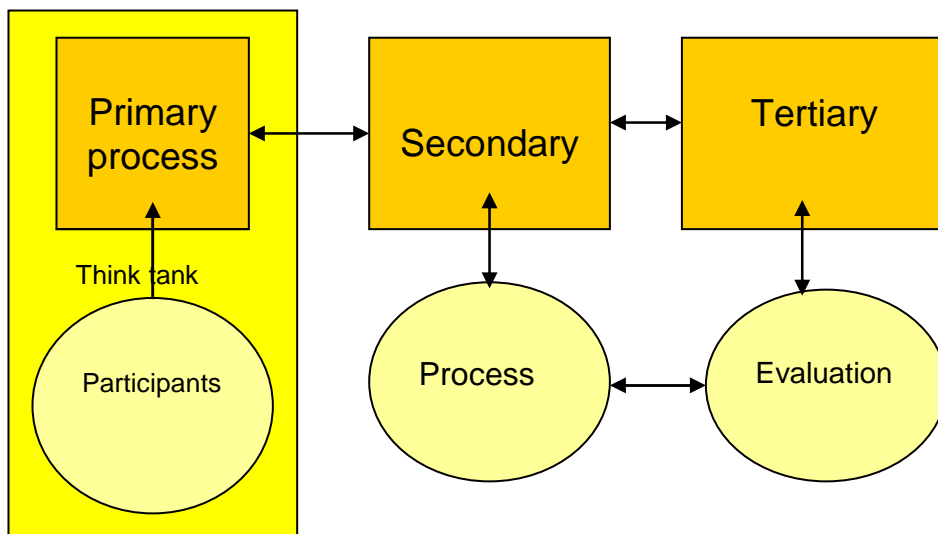 Primary
process
Secondary
Tertiary
Think tank
Participants
Process
Evaluation